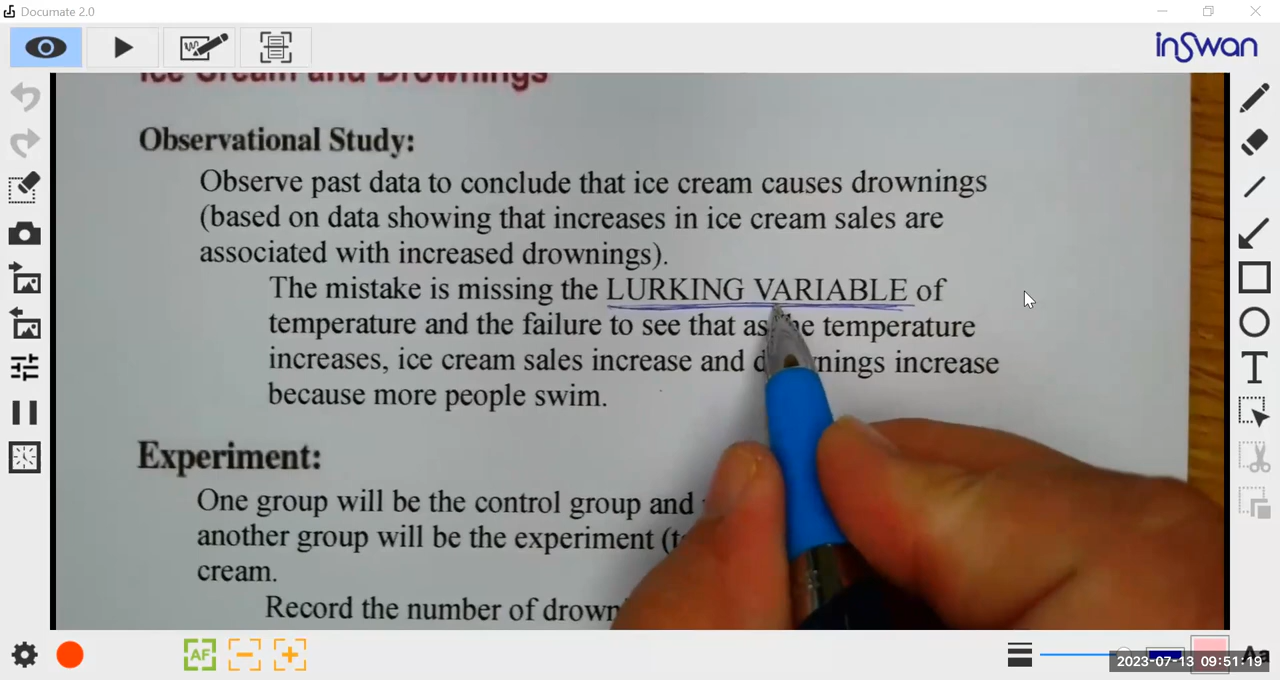 Documate 2.0
inSwan
Ice Cream and Drownings
Observational Study:
Observe past data to conclude that ice cream causes drownings
(based on data showing that increases in ice cream sales are
associated with increased drownings).
The mistake is missing the LURKING VARIABLE of
temperature and the failure to see that as the temperature
increases, ice cream sales increase and drownings increase
because more people swim.
Experiment:
One group will be the control group and
another group will be the experiment
cream.
Record the number of
T
AF
Aa
2023-07-13 09:51:19